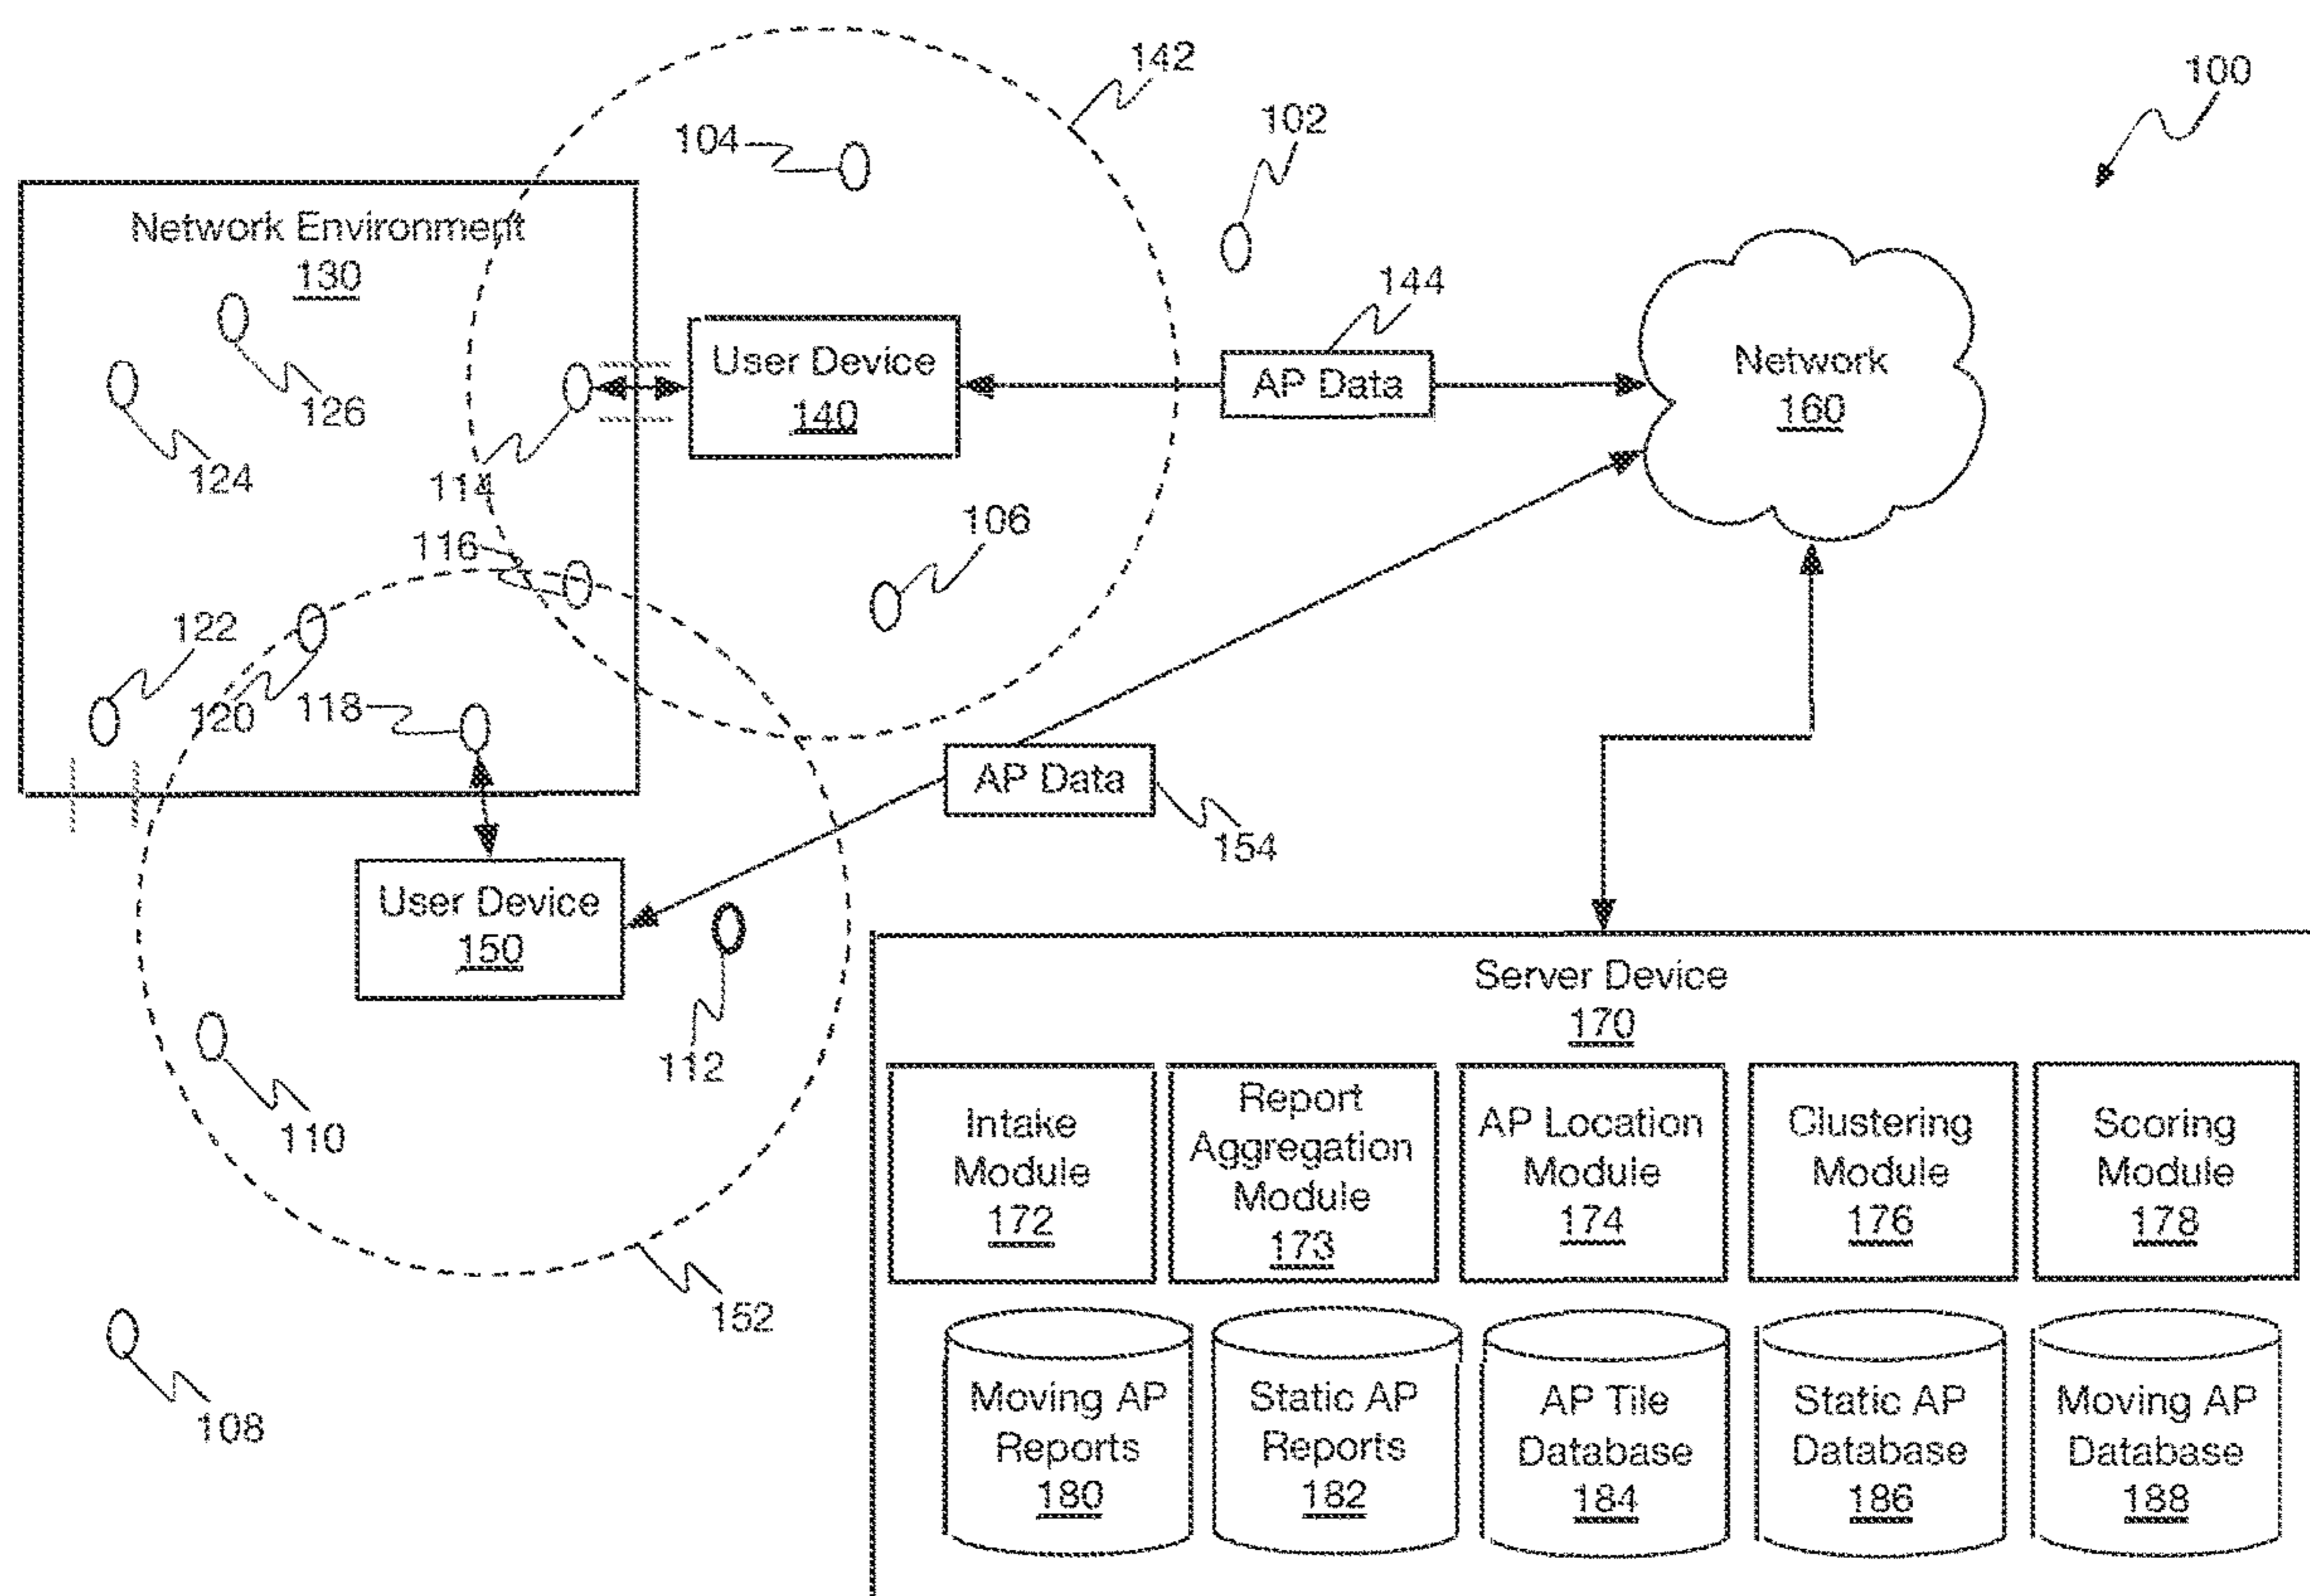 142
100
102
104
Network Environment
130
144
126
User Device
140
AP Data
Network
160
124
114
106
116
122
120
118
AP Data
154
User Device
150
112
110
Server Device
170
Intake
Module
172
Report
Aggregation
Module
173
AP Location
Module
174
Clustering
Module
176
Scoring
Module
178
152
108
Moving AP
Reports
180
Static AP
Reports
182
AP Tile
Database
184
Static AP
Database
186
Moving AP
Database
188